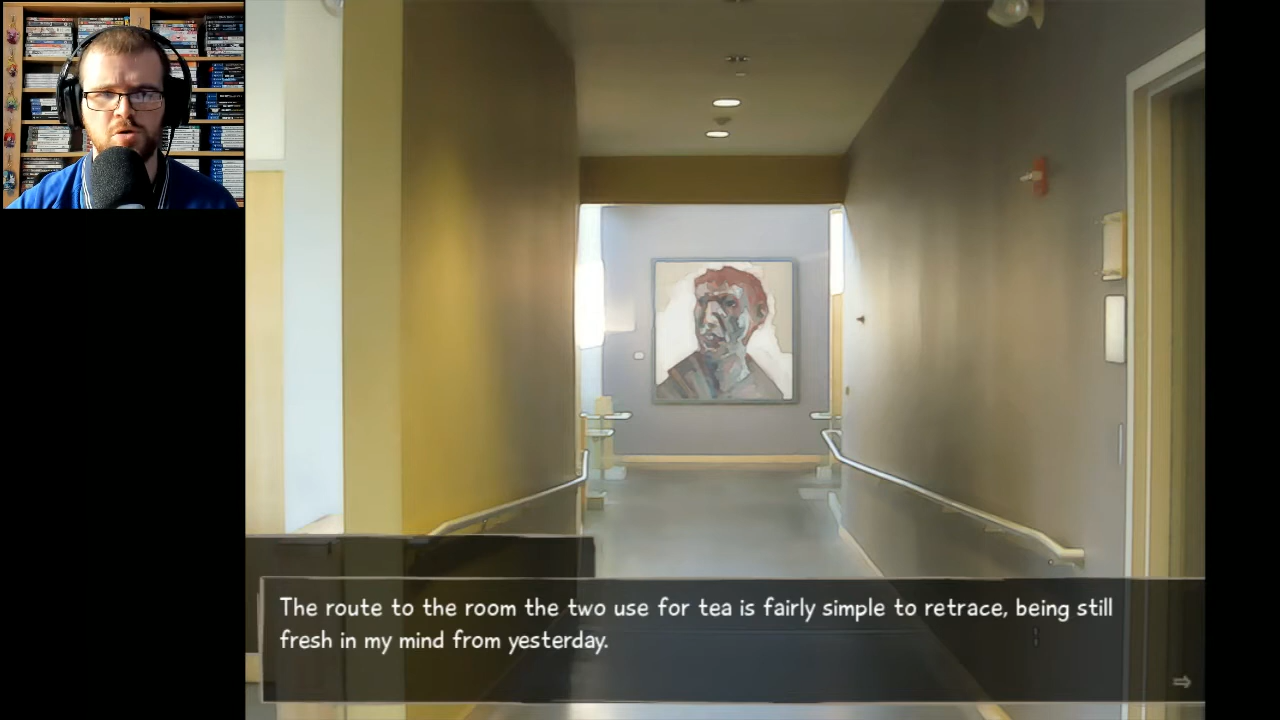 The route to the room the two use for tea is fairly simple to retrace, being still
fresh in my mind from yesterday.